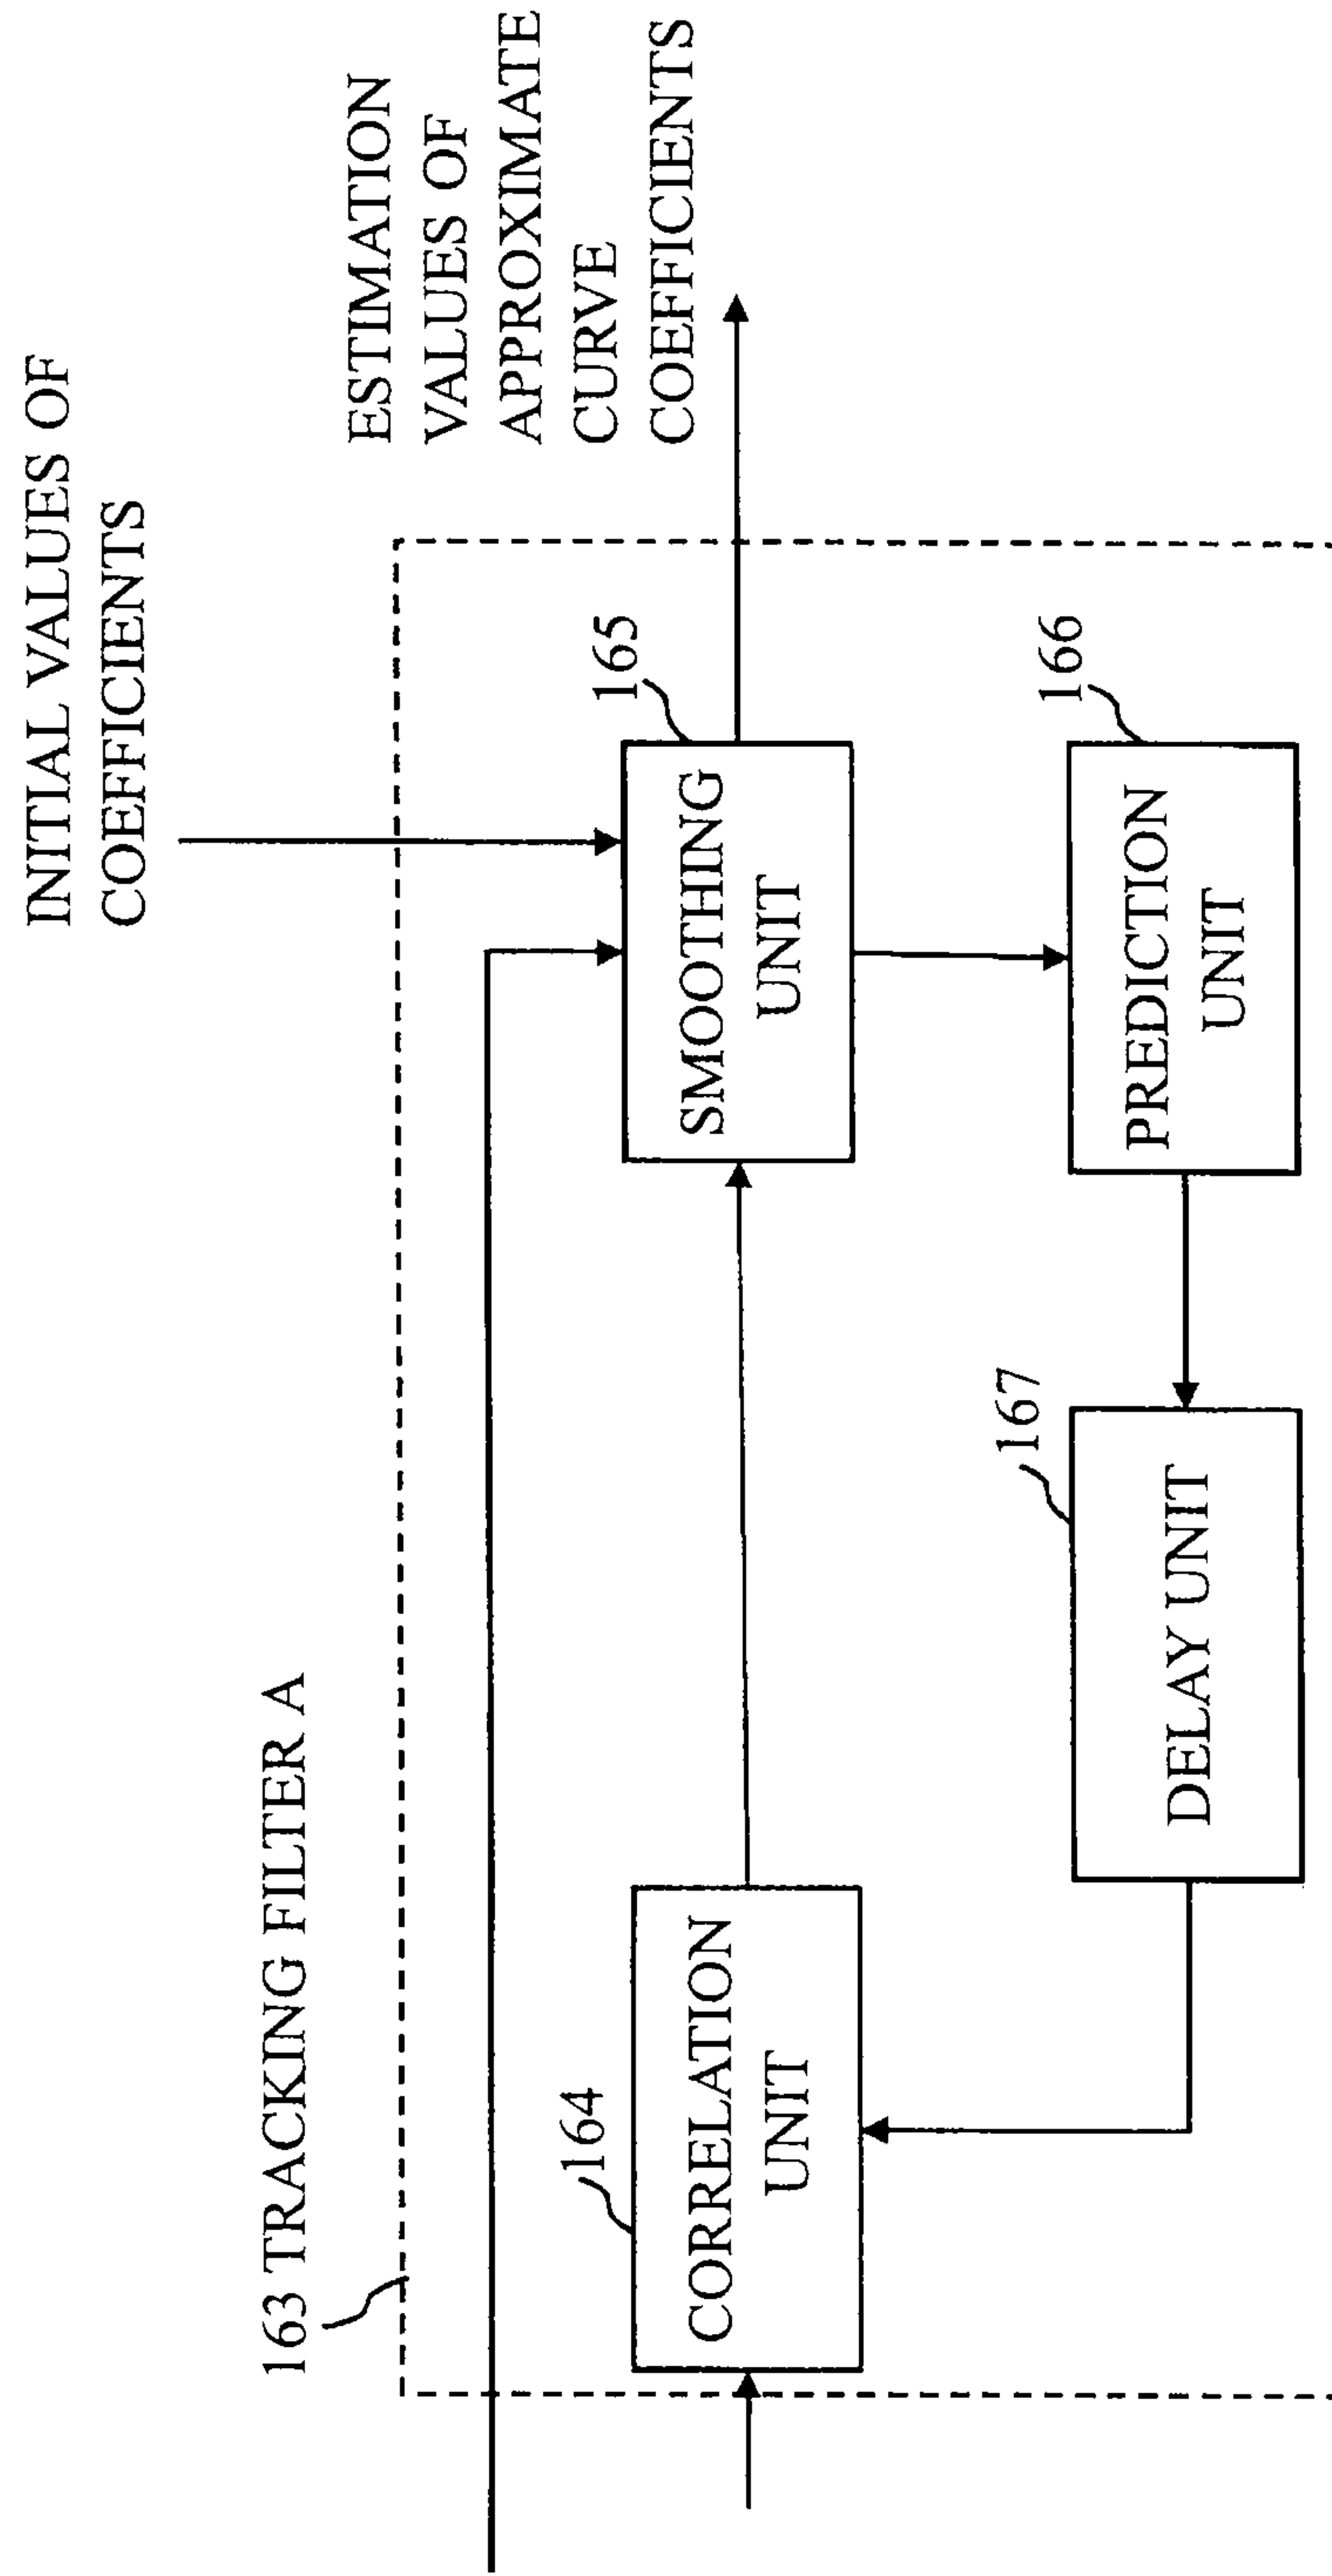 INITIAL VALUES OF
COEFFICIENTS
163 TRACKING FILTER A
ESTIMATION
VALUES OF
APPROXIMATE
CURVE
COEFFICIENTS
164
CORRELATION
UNIT
165
SMOOTHING
UNIT
167
DELAY UNIT
166
PREDICTION
UNIT